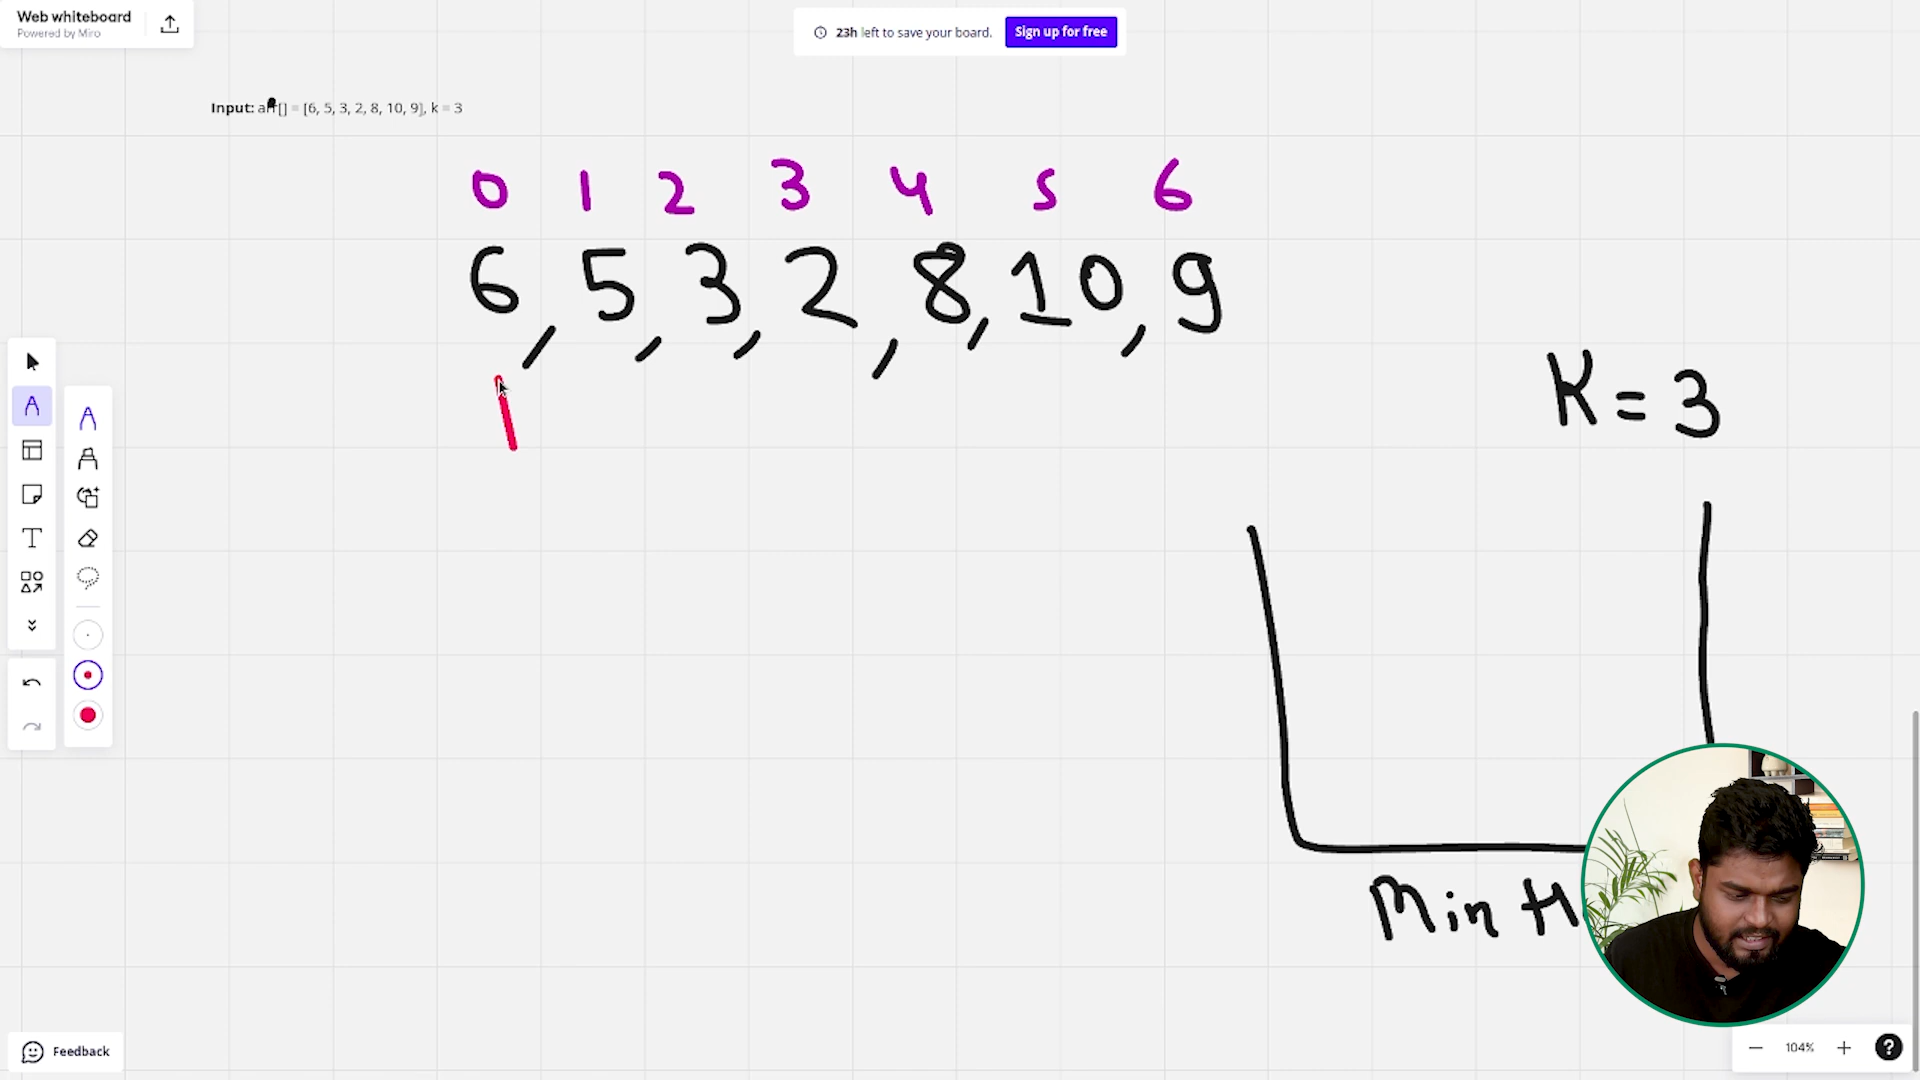 Web whiteboard
Powered by Miro
23h left to save your board.
Sign up for free
Input: arr[] = [6, 5, 3, 2, 8, 10, 9], k = 3
0 1 2 3 4 5 6
6, 5, 3, 2, 8, 10, 9
K = 3
Min H
Feedback
104%